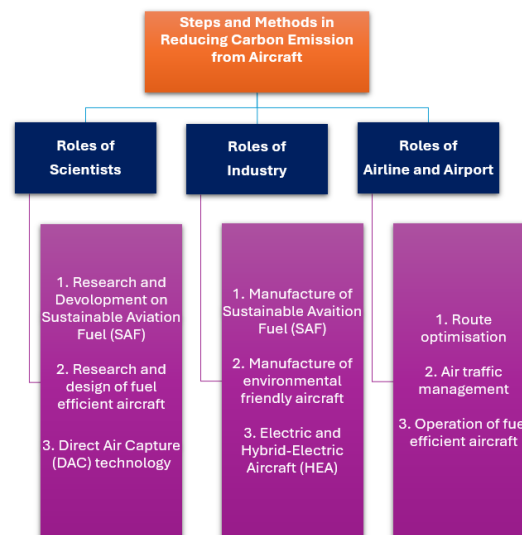 Steps and Methods in
Reducing Carbon Emission
from Aircraft
Roles of
Scientists
Roles of
Industry
Roles of
Airline and Airport
1. Research and
Devolopment on
Sustainable Aviation
Fuel (SAF)
2. Research and
design of fuel
efficient aircraft
3. Direct Air Capture
(DAC) technology
1. Manufacture of
Sustainable Avaition
Fuel (SAF)
2. Manufacture of
environmental
friendly aircraft
3. Electric and
Hybrid-Electric
Aircraft (HEA)
1. Route
optimisation
2. Air traffic
management
3. Operation of fuel
efficient aircraft